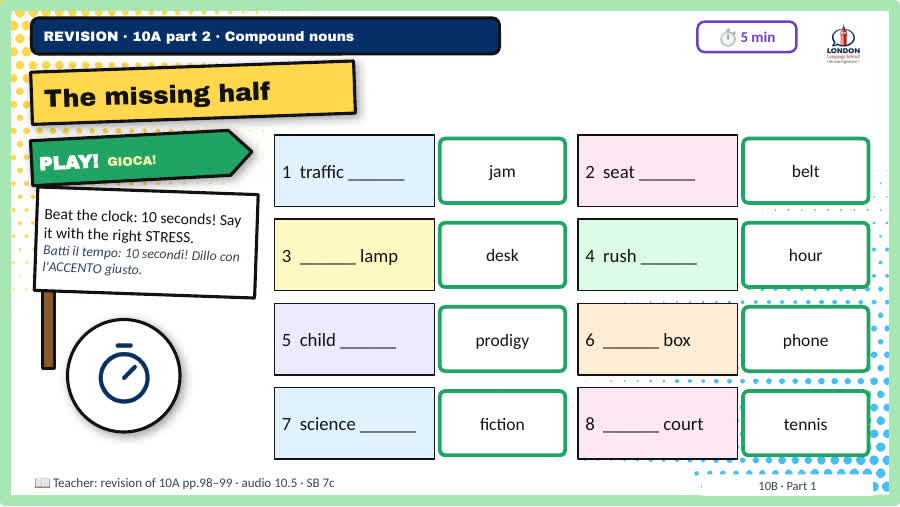 REVISION · 10A part 2 · Compound nouns
⏱️ 5 min
LONDON
Language School
The missing half
PLAY! GIOCA!
Beat the clock: 10 seconds! Say
it with the right STRESS.
Batti il tempo: 10 secondi! Dillo con
l'ACCENTO giusto.
1 traffic ______ jam
2 seat ______ belt
3 ______ lamp desk
4 rush ______ hour
5 child ______ prodigy
6 ______ box phone
7 science ______ fiction
8 ______ court tennis
📖 Teacher: revision of 10A pp.98–99 · audio 10.5 · SB 7c
10B · Part 1